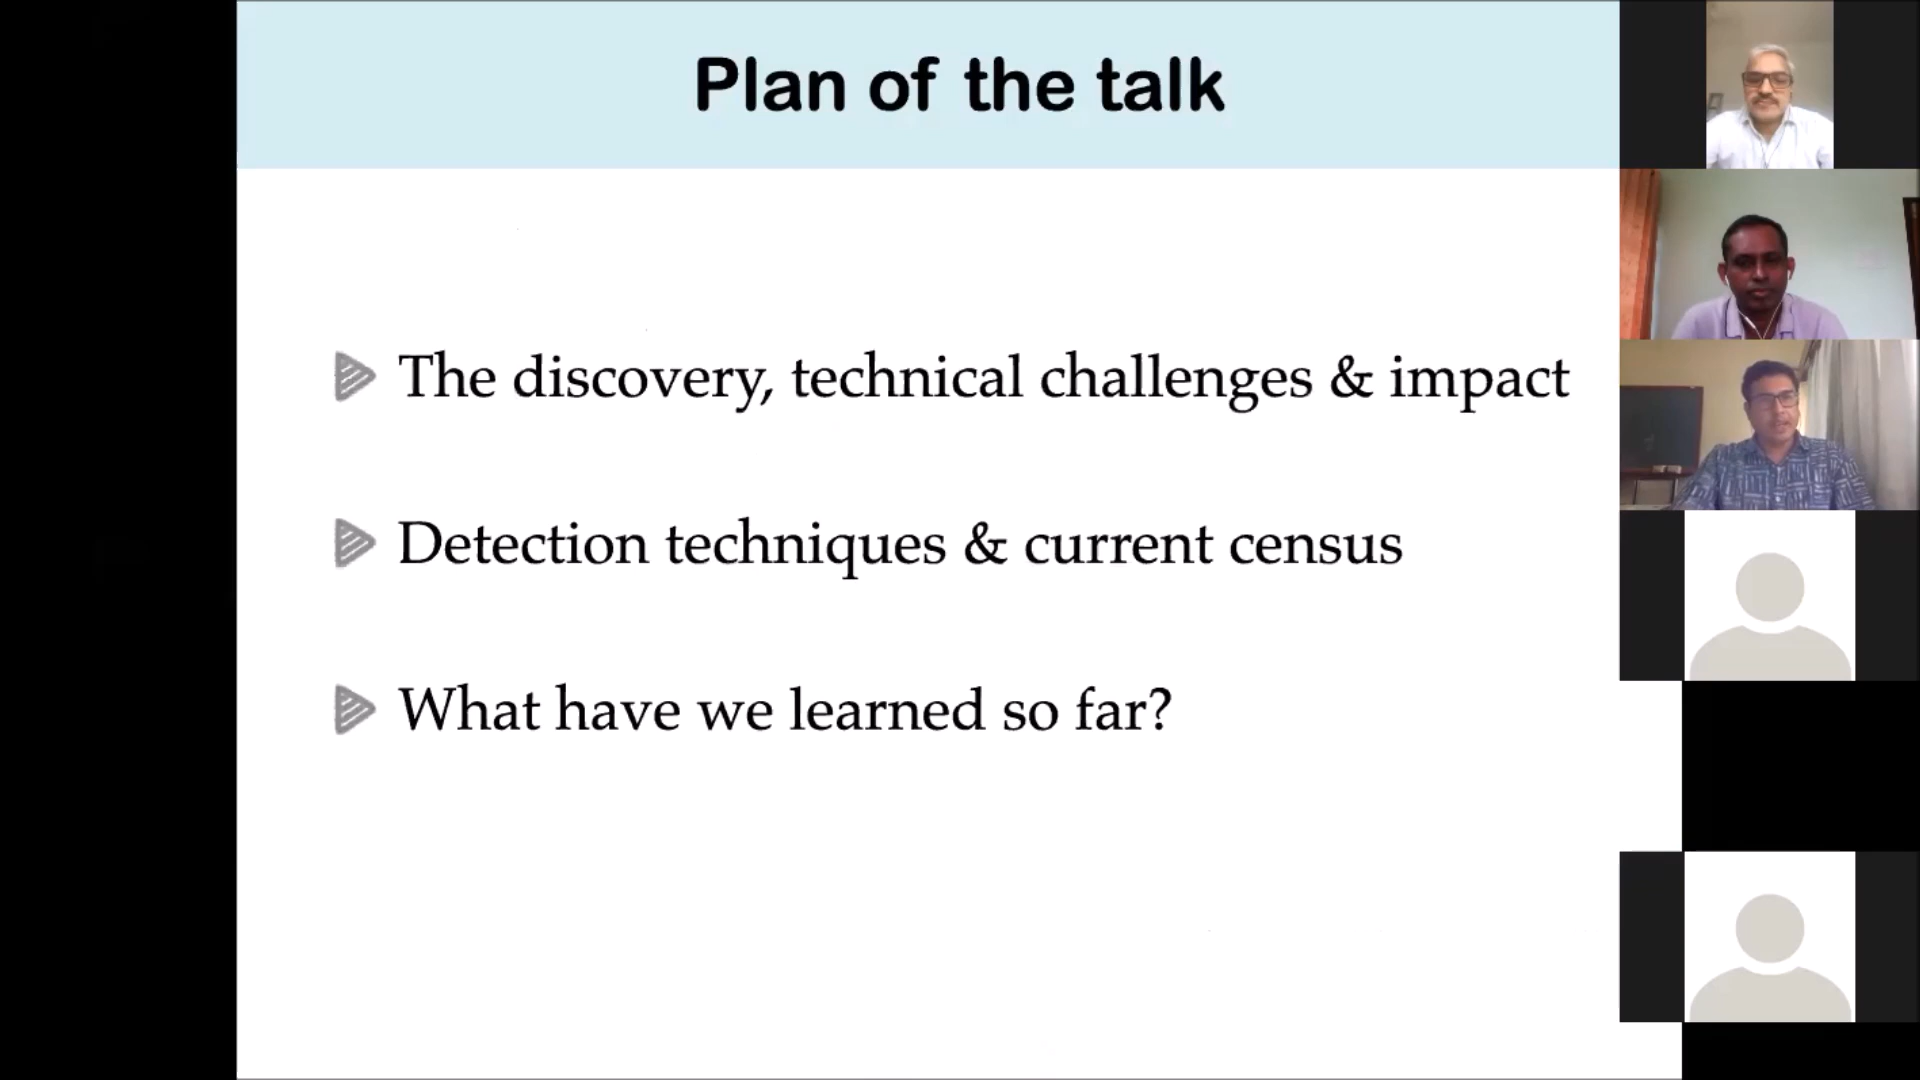 Plan of the talk
The discovery, technical challenges & impact
Detection techniques & current census
What have we learned so far?